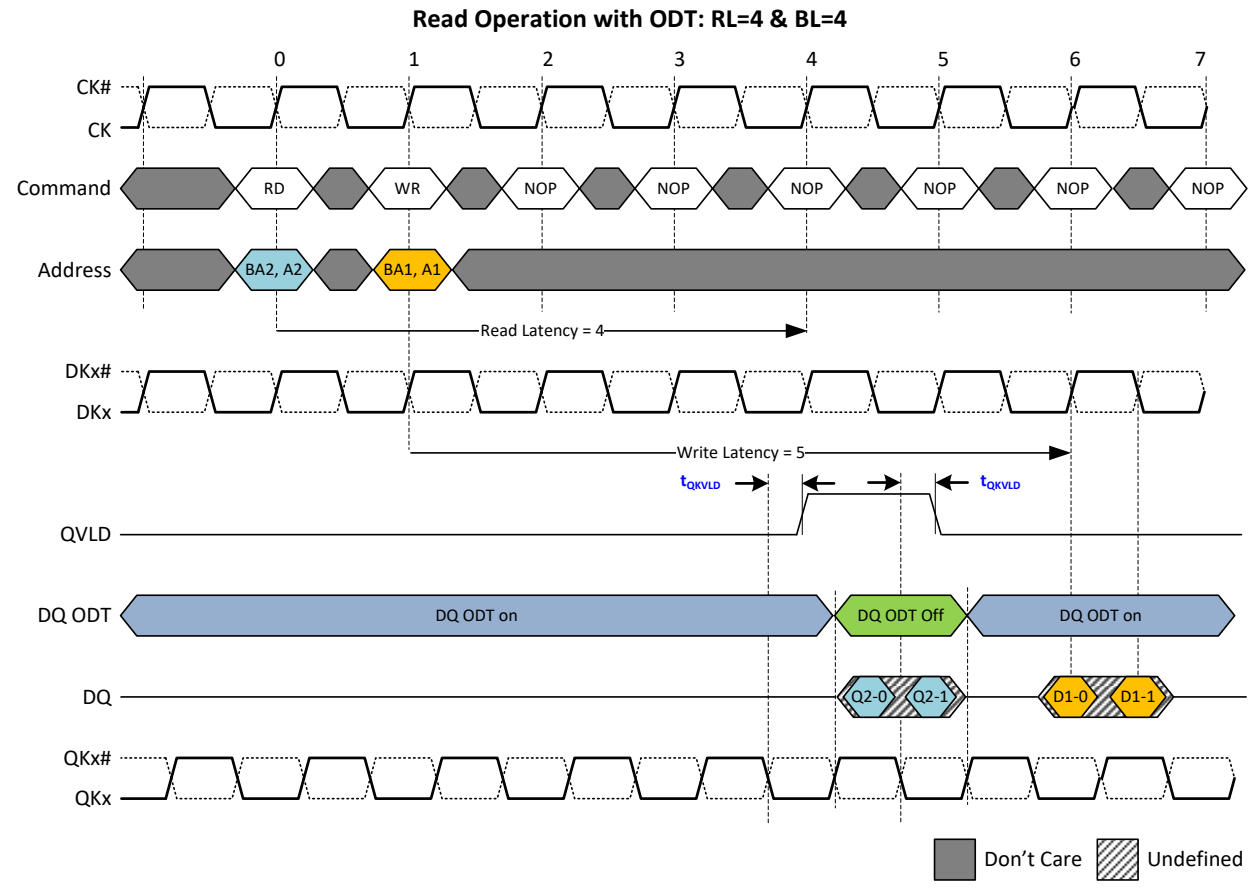 Read Operation with ODT: RL=4 & BL=4
0 1 2 3 4 5 6 7
CK#
CK
Command RD WR NOP NOP NOP NOP NOP NOP
Address BA2, A2 BA1, A1
Read Latency = 4
DKx#
DKx
Write Latency = 5
tQKVLD tQKVLD
QVLD
DQ ODT DQ ODT on DQ ODT Off DQ ODT on
DQ Q2-0 Q2-1 D1-0 D1-1
QKx#
QKx
Don't Care Undefined